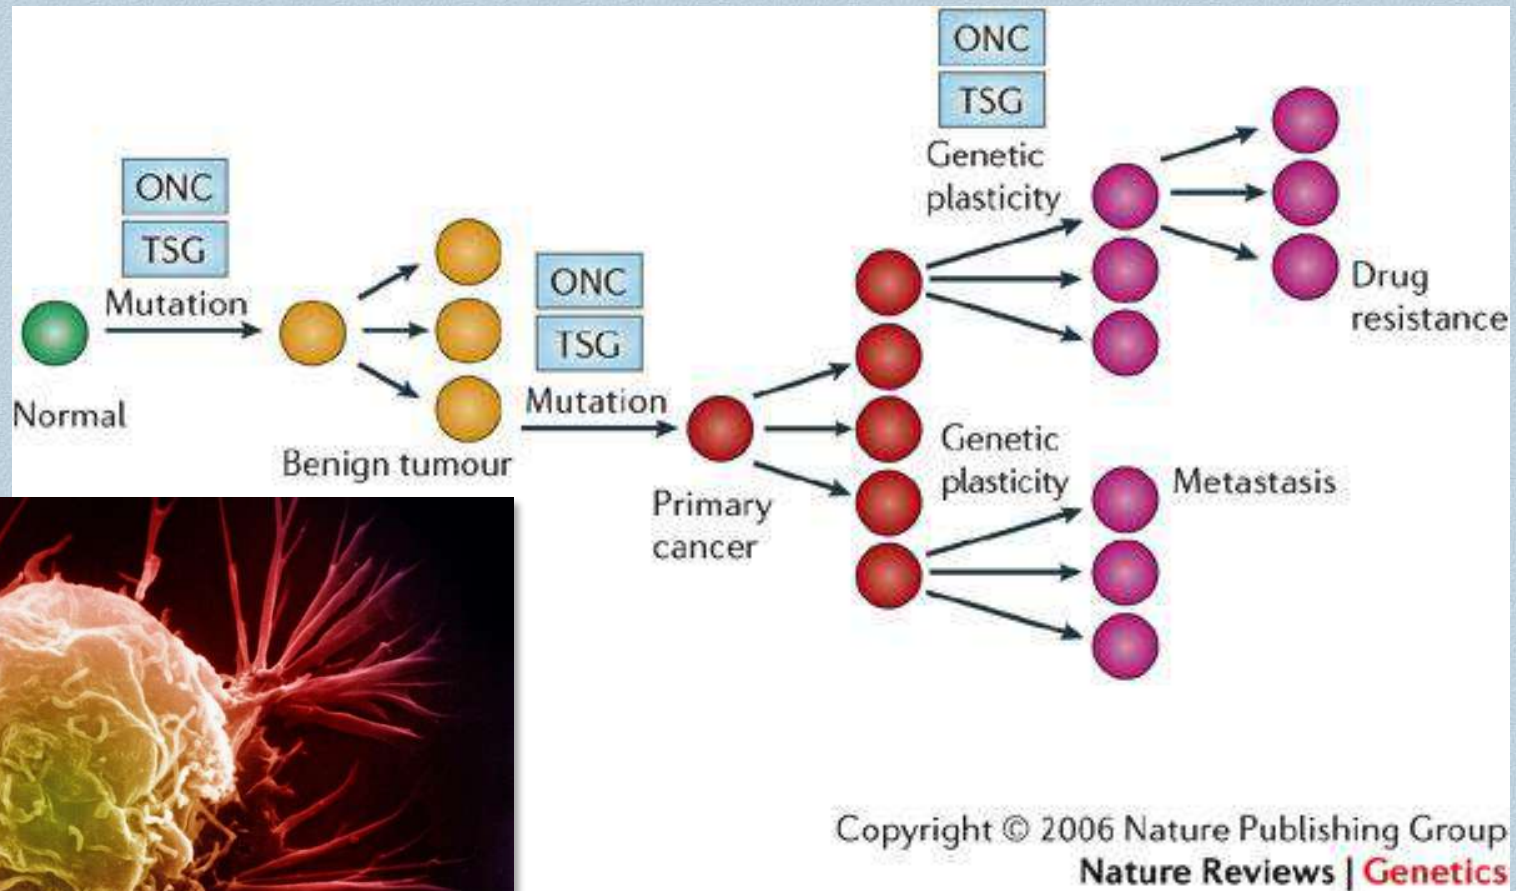 ONC
TSG
Mutation
Normal
Benign tumour
ONC
TSG
Mutation
Primary
cancer
ONC
TSG
Genetic
plasticity
Drug
resistance
Genetic
plasticity
Metastasis
Copyright © 2006 Nature Publishing Group
Nature Reviews | Genetics